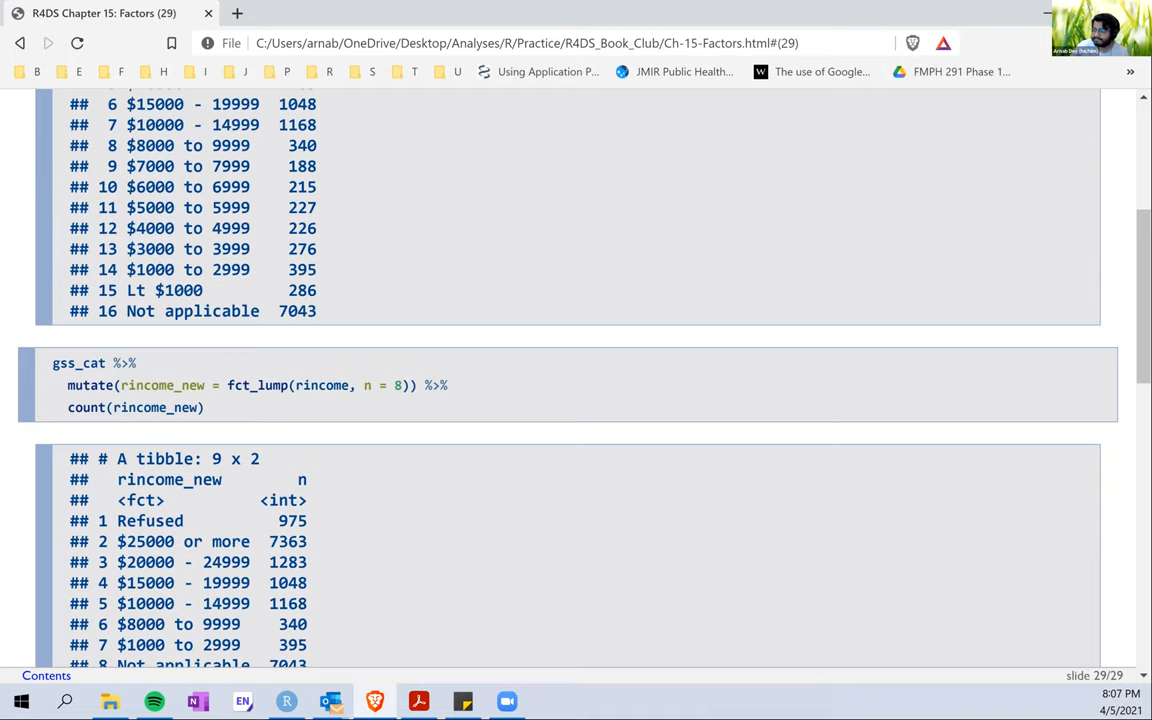 R4DS Chapter 15: Factors (29)
File C:/Users/arnab/OneDrive/Desktop/Analyses/R/Practice/R4DS_Book_Club/Ch-15-Factors.html#(29)
B E F H I J P R S T U Using Application P... JMIR Public Health... The use of Google... FMPH 291 Phase 1... »
## 6 $15000 - 19999 1048
## 7 $10000 - 14999 1168
## 8 $8000 to 9999 340
## 9 $7000 to 7999 188
## 10 $6000 to 6999 215
## 11 $5000 to 5999 227
## 12 $4000 to 4999 226
## 13 $3000 to 3999 276
## 14 $1000 to 2999 395
## 15 Lt $1000 286
## 16 Not applicable 7043
gss_cat %>%
mutate(rincome_new = fct_lump(rincome, n = 8)) %>%
count(rincome_new)
## # A tibble: 9 x 2
## rincome_new n
## <fct> <int>
## 1 Refused 975
## 2 $25000 or more 7363
## 3 $20000 - 24999 1283
## 4 $15000 - 19999 1048
## 5 $10000 - 14999 1168
## 6 $8000 to 9999 340
## 7 $1000 to 2999 395
## 8 Not applicable 7043
Contents
slide 29/29
8:07 PM
4/5/2021